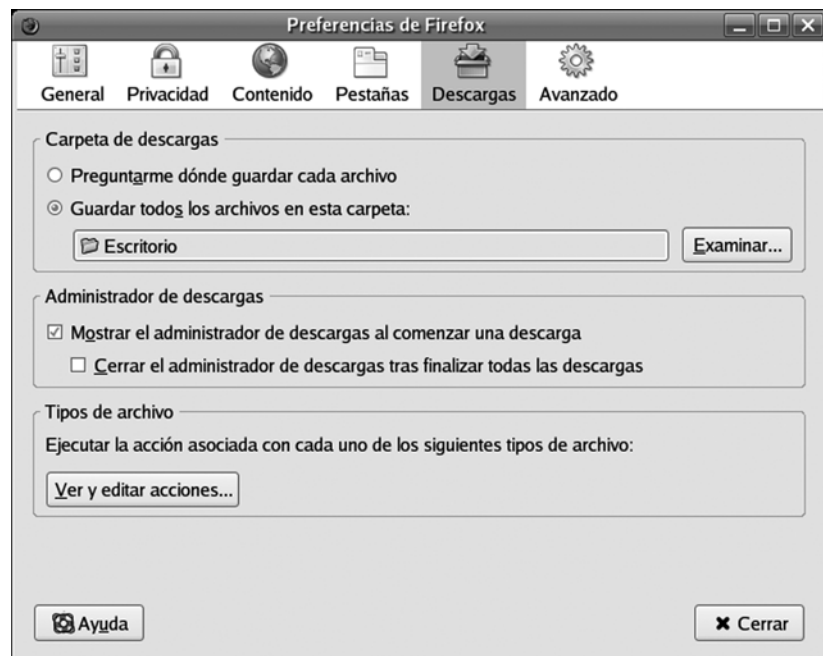 Preferencias de Firefox
General Privacidad Contenido Pestañas Descargas Avanzado
Carpeta de descargas
Preguntarme dónde guardar cada archivo
Guardar todos los archivos en esta carpeta:
Escritorio Examinar...
Administrador de descargas
Mostrar el administrador de descargas al comenzar una descarga
Cerrar el administrador de descargas tras finalizar todas las descargas
Tipos de archivo
Ejecutar la acción asociada con cada uno de los siguientes tipos de archivo:
Ver y editar acciones...
Ayuda Cerrar